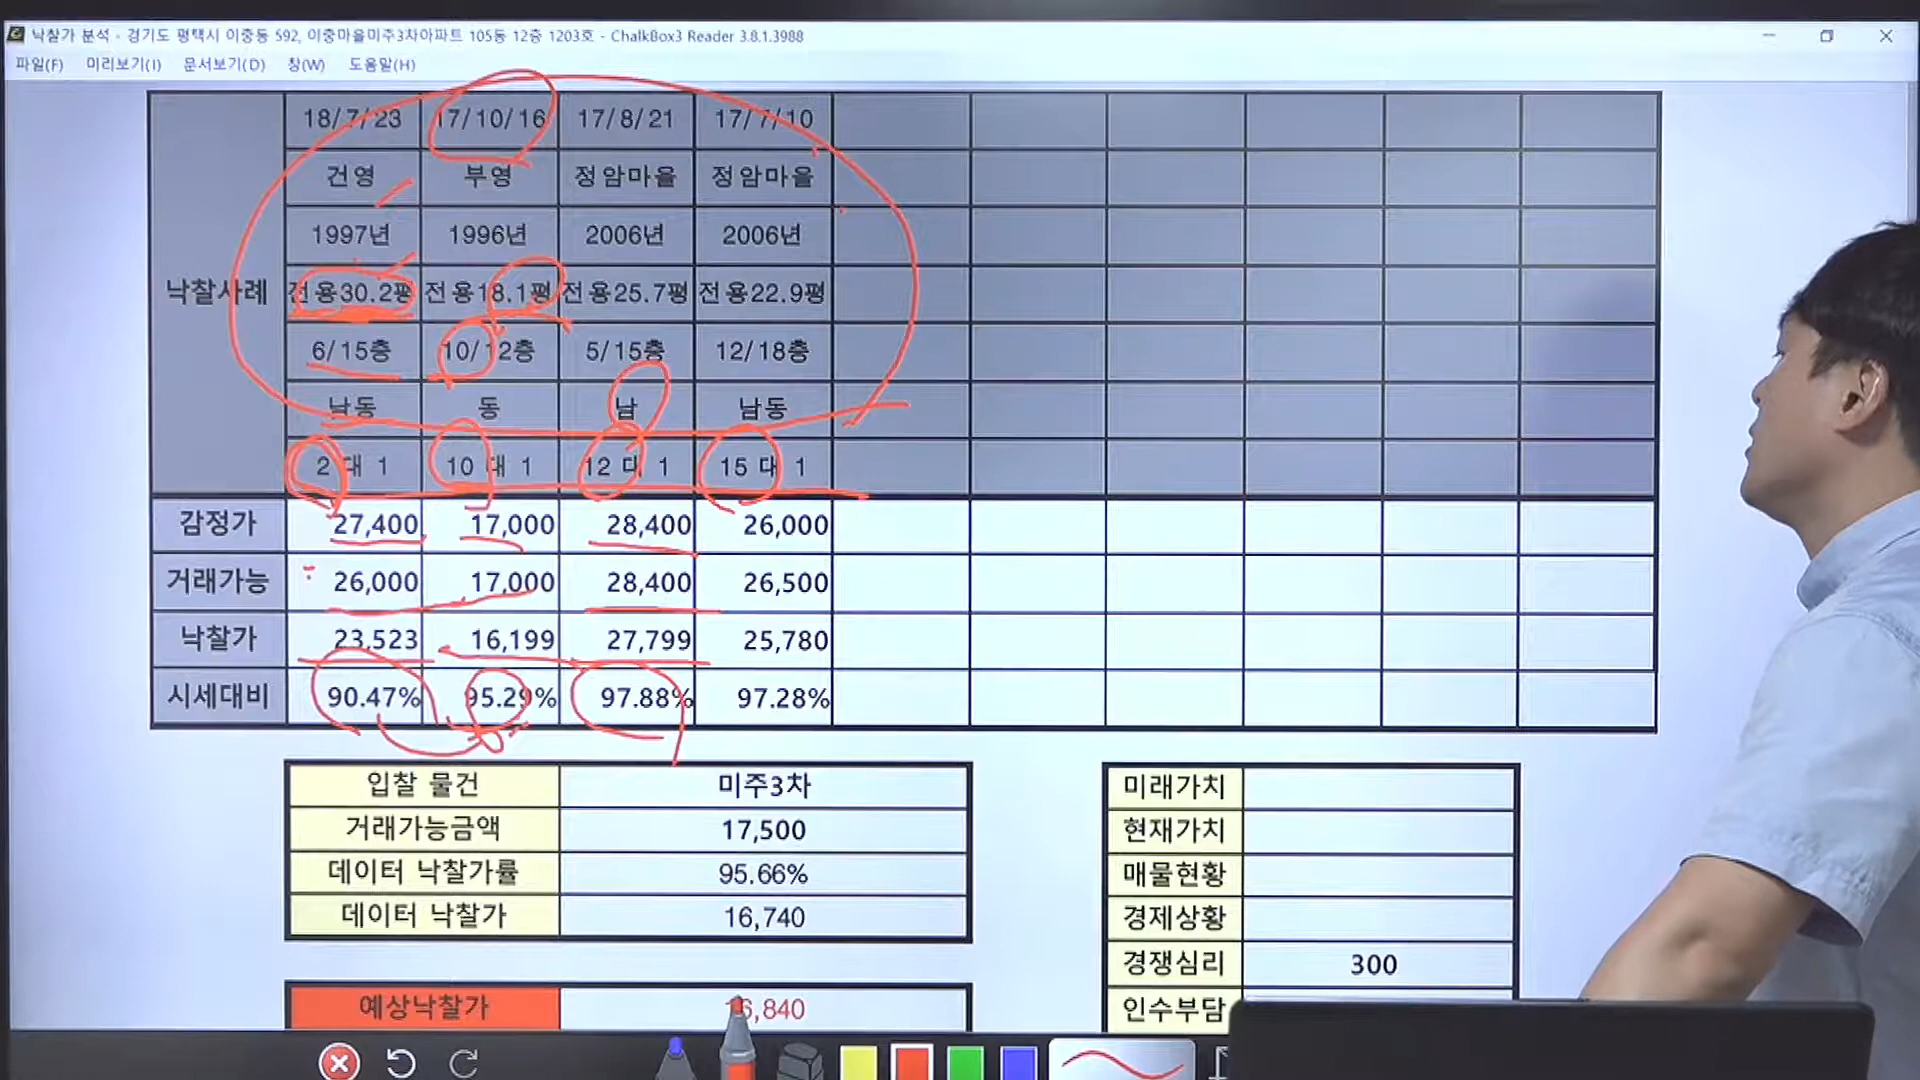 낙찰가 분석 - 경기도 평택시 이충동 592, 이충마을미주3차아파트 105동 12층 1203호 - ChalkBox3 Reader 3.8.1.3988
파일(F) 미리보기(I) 문서보기(D) 창(W) 도움말(H)
낙찰사례
18/7/23 17/10/16 17/8/21 17/7/10
건영 부영 정암마을 정암마을
1997년 1996년 2006년 2006년
전용30.2평 전용18.1평 전용25.7평 전용22.9평
6/15층 10/12층 5/15층 12/18층
남동 동 남 남동
2 대 1 10 대 1 12 대 1 15 대 1
감정가 27,400 17,000 28,400 26,000
거래가능 26,000 17,000 28,400 26,500
낙찰가 23,523 16,199 27,799 25,780
시세대비 90.47% 95.29% 97.88% 97.28%
입찰 물건 미주3차
거래가능금액 17,500
데이터 낙찰가률 95.66%
데이터 낙찰가 16,740
예상낙찰가 16,840
미래가치
현재가치
매물현황
경제상황
경쟁심리 300
인수부담